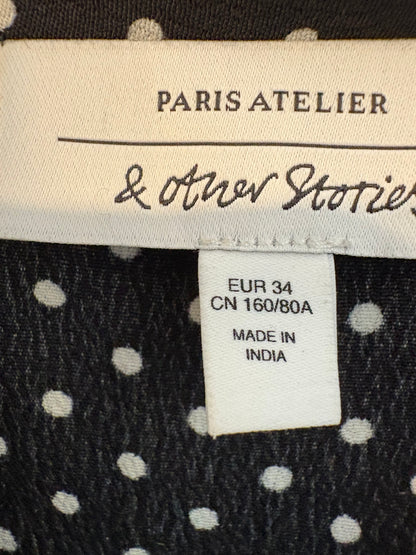 PARIS ATELIER
& other Stories
EUR 34
CN 160/80A
MADE IN
INDIA